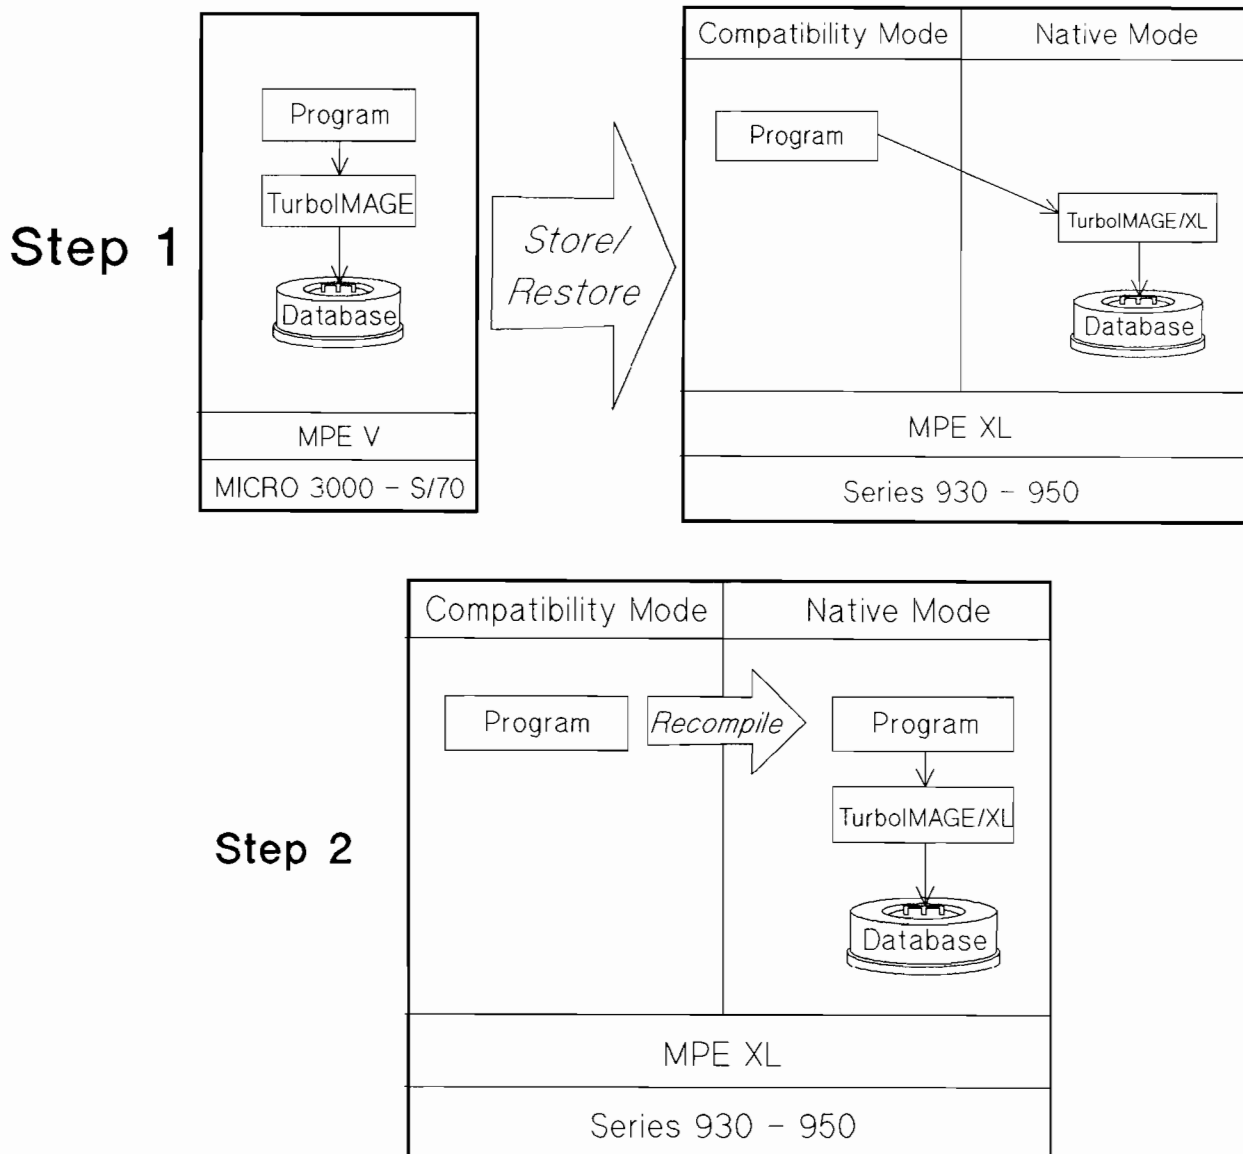 Step 1
Program
TurboIMAGE
Database
MPE V
MICRO 3000 - S/70
Store/
Restore
Compatibility Mode
Native Mode
Program
TurboIMAGE/XL
Database
MPE XL
Series 930 - 950
Step 2
Compatibility Mode
Native Mode
Program
Recompile
Program
TurboIMAGE/XL
Database
MPE XL
Series 930 - 950